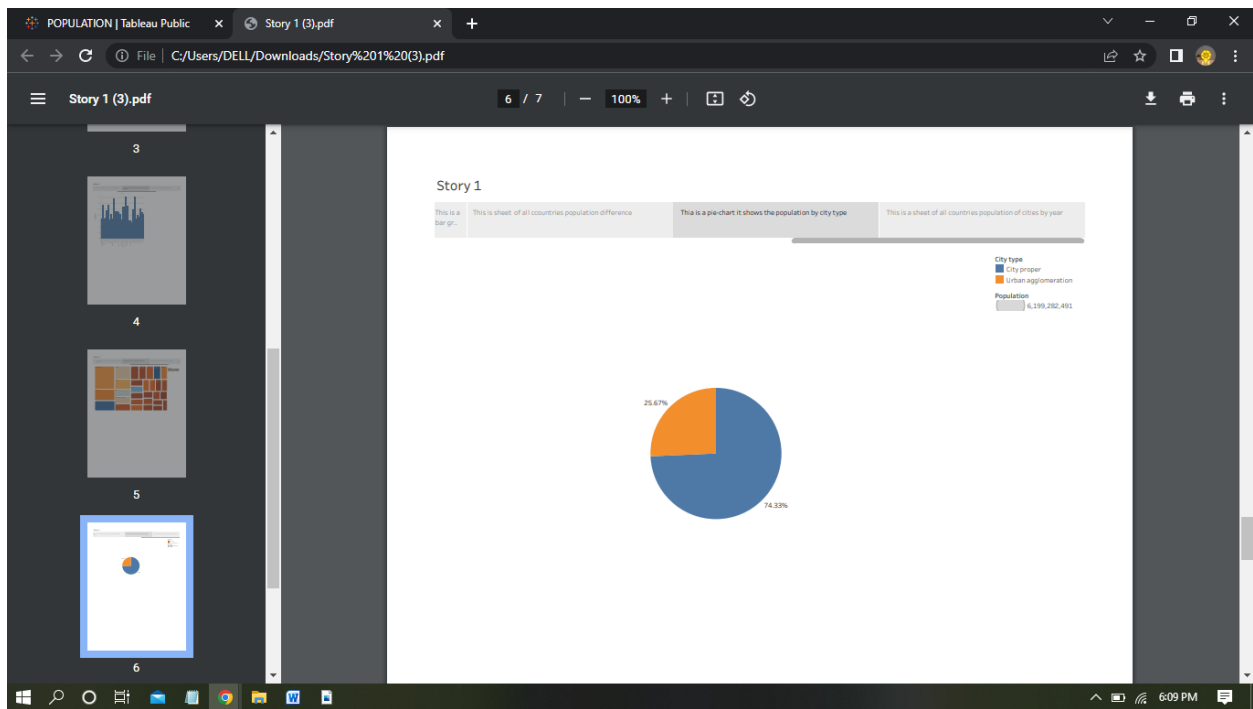 POPULATION | Tableau Public
Story 1 (3).pdf
File | C:/Users/DELL/Downloads/Story%201%20(3).pdf
Story 1 (3).pdf
6 / 7
100%
3
4
5
6
Story 1
This is a
bar gr...
This is sheet of all ccountries population difference
Thia is a pie-chart it shows the population by city type
This is a sheet of all countries population of cities by year
City type
City proper
Urban agglomeration
Population
6,199,282,491
25.67%
74.33%
6:09 PM